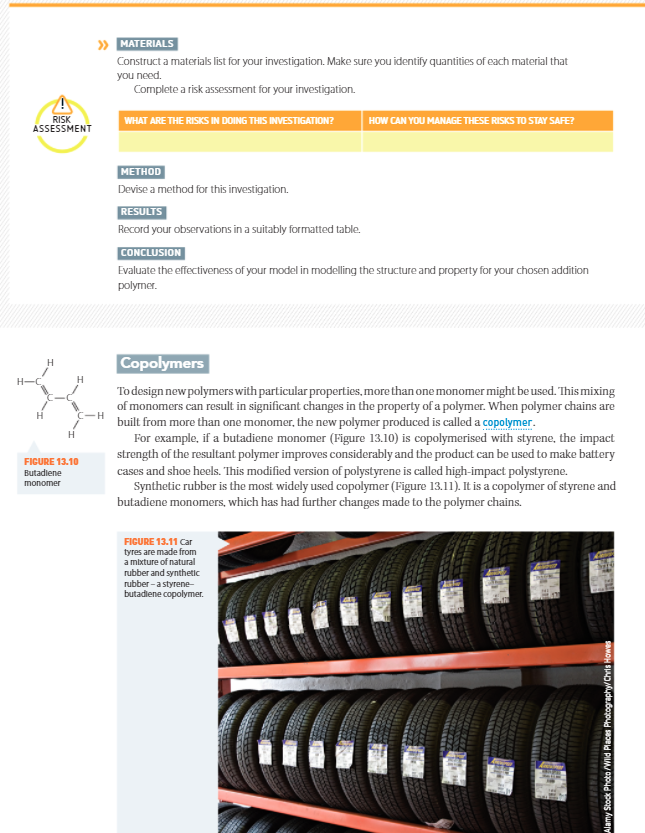 MATERIALS
Construct a materials list for your investigation. Make sure you identify quantities of each material that
you need.
Complete a risk assessment for your investigation.
!
RISK
ASSESSMENT
WHAT ARE THE RISKS IN DOING THIS INVESTIGATION?
HOW CAN YOU MANAGE THESE RISKS TO STAY SAFE?
METHOD
Devise a method for this investigation.
RESULTS
Record your observations in a suitably formatted table.
CONCLUSION
Evaluate the effectiveness of your model in modelling the structure and property for your chosen addition
polymer.
H
H—C
H
C—C
H
C—H
H
FIGURE 13.10
Butadiene
monomer
Copolymers
To design new polymers with particular properties, more than one monomer might be used. This mixing
of monomers can result in significant changes in the property of a polymer. When polymer chains are
built from more than one monomer, the new polymer produced is called a copolymer.
For example, if a butadiene monomer (Figure 13.10) is copolymerised with styrene, the impact
strength of the resultant polymer improves considerably and the product can be used to make battery
cases and shoe heels. This modified version of polystyrene is called high-impact polystyrene.
Synthetic rubber is the most widely used copolymer (Figure 13.11). It is a copolymer of styrene and
butadiene monomers, which has had further changes made to the polymer chains.
FIGURE 13.11 Car
tyres are made from
a mixture of natural
rubber and synthetic
rubber – a styrene–
butadiene copolymer.
Alamy Stock Photo/Wild Places Photography/Chris Howes